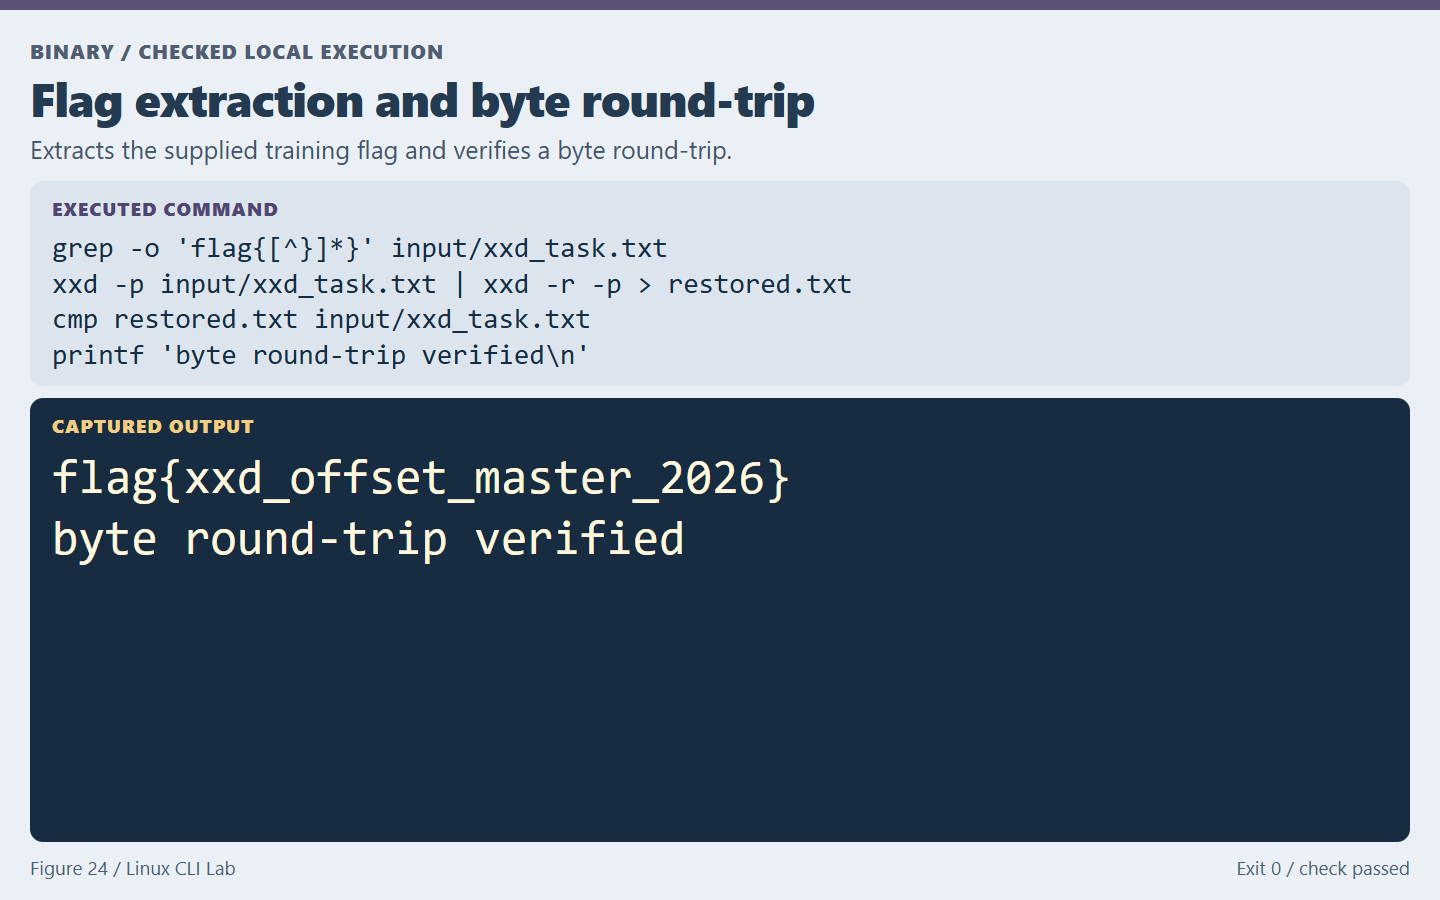 BINARY / CHECKED LOCAL EXECUTION
Flag extraction and byte round-trip
Extracts the supplied training flag and verifies a byte round-trip.
EXECUTED COMMAND
grep -o 'flag{[^}]*}' input/xxd_task.txt
xxd -p input/xxd_task.txt | xxd -r -p > restored.txt
cmp restored.txt input/xxd_task.txt
printf 'byte round-trip verified\n'
CAPTURED OUTPUT
flag{xxd_offset_master_2026}
byte round-trip verified
Figure 24 / Linux CLI Lab
Exit 0 / check passed